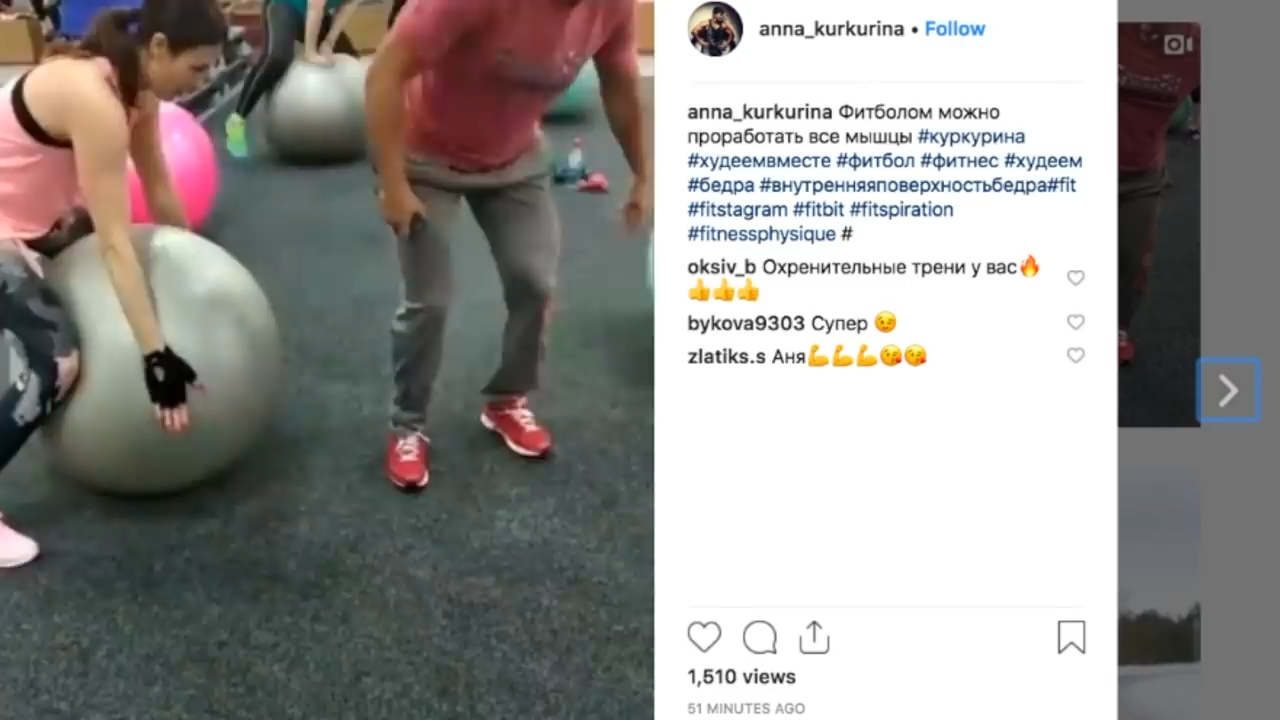 anna_kurkurina • Follow
anna_kurkurina Фитболом можно
проработать все мышцы #куркурина
#худеемвместе #фитбол #фитнес #худеем
#бедра #внутренняяповерхностьбедра#fit
#fitstagram #fitbit #fitspiration
#fitnessphysique #
oksiv_b Охренительные трени у вас🔥
👍👍👍
bykova9303 Супер 😉
zlatiks.s Аня💪💪💪😘😘
1,510 views
51 MINUTES AGO